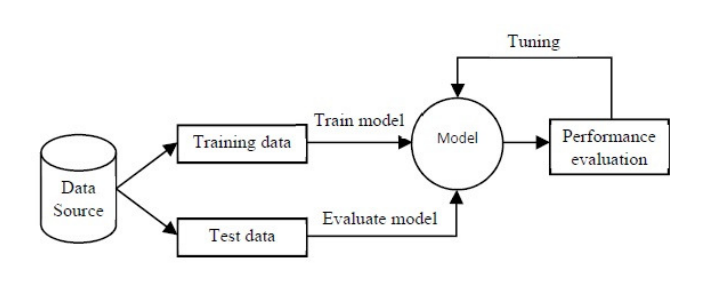 Tuning
Train model
Training data
Model
Performance
evaluation
Data
Source
Evaluate model
Test data